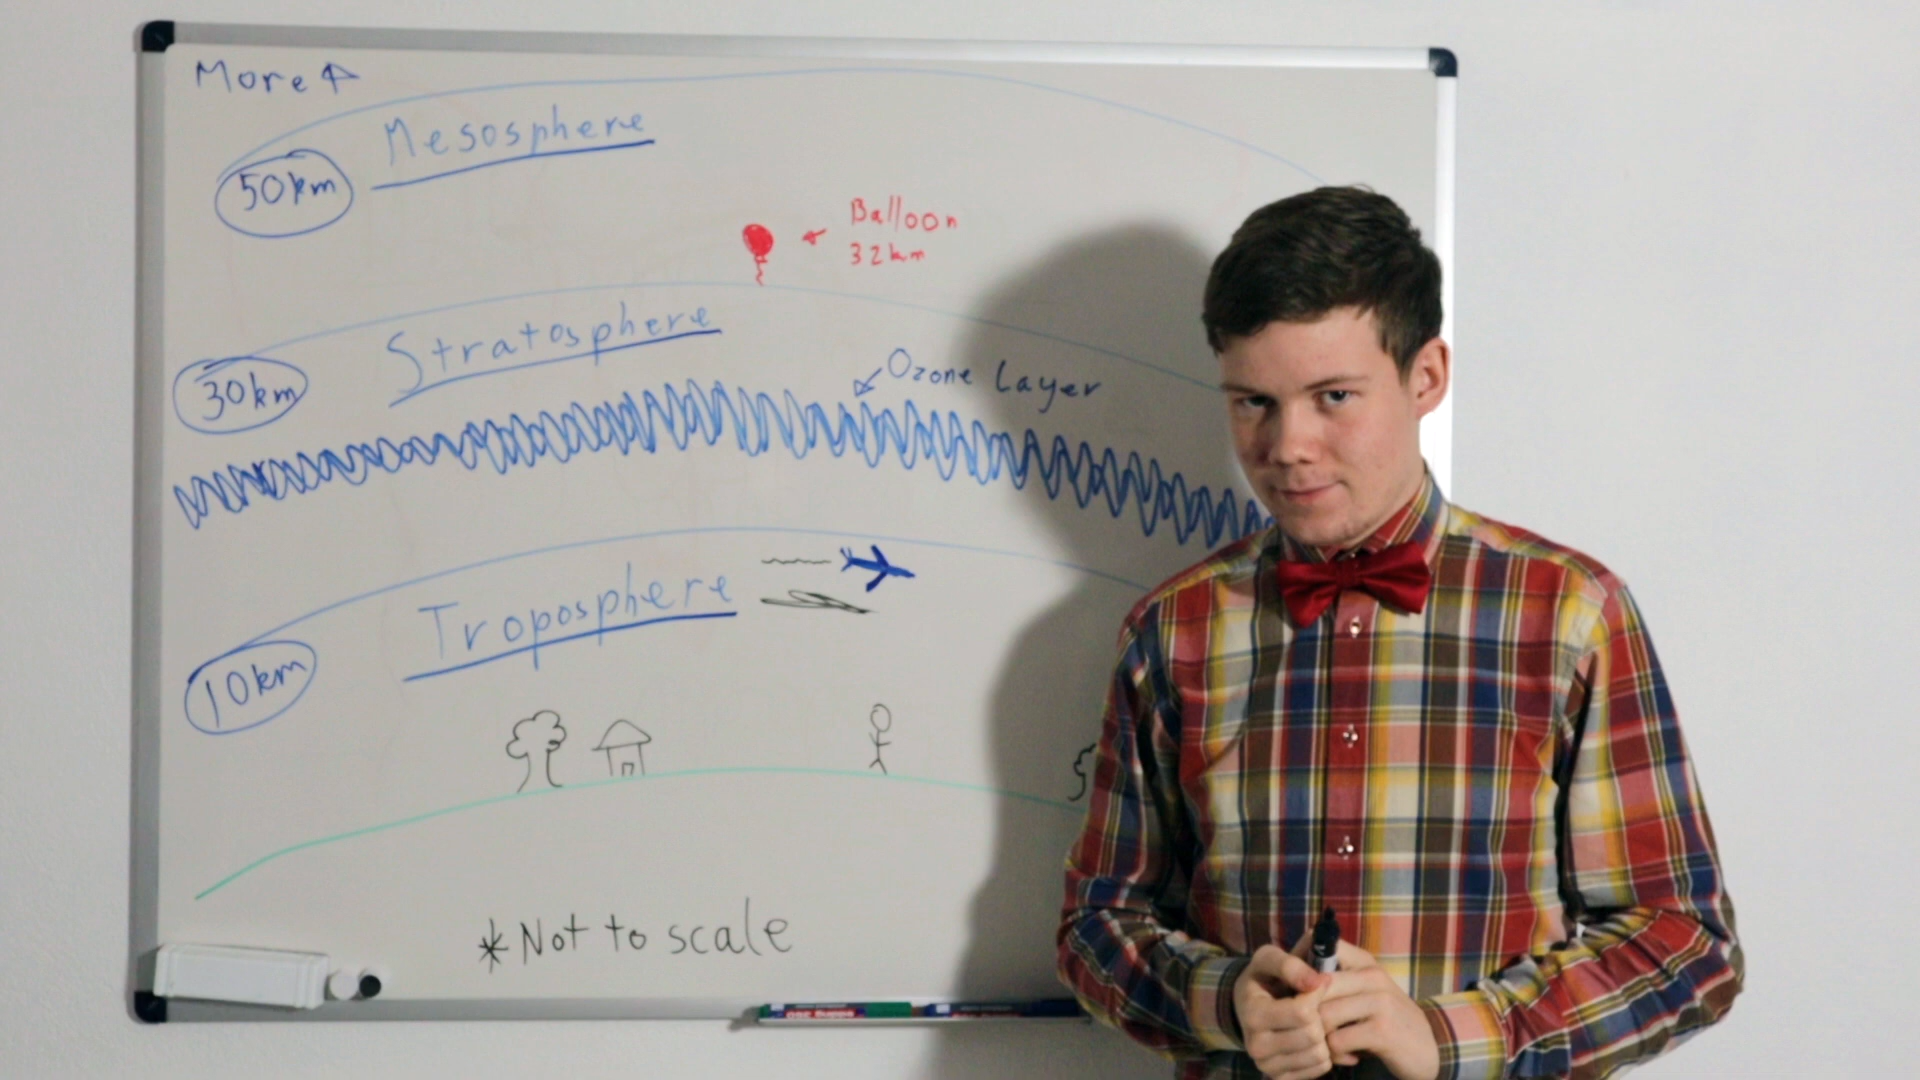 More
Mesosphere
50km
Balloon
32km
Stratosphere
30km
Ozone Layer
Troposphere
10km
*Not to scale